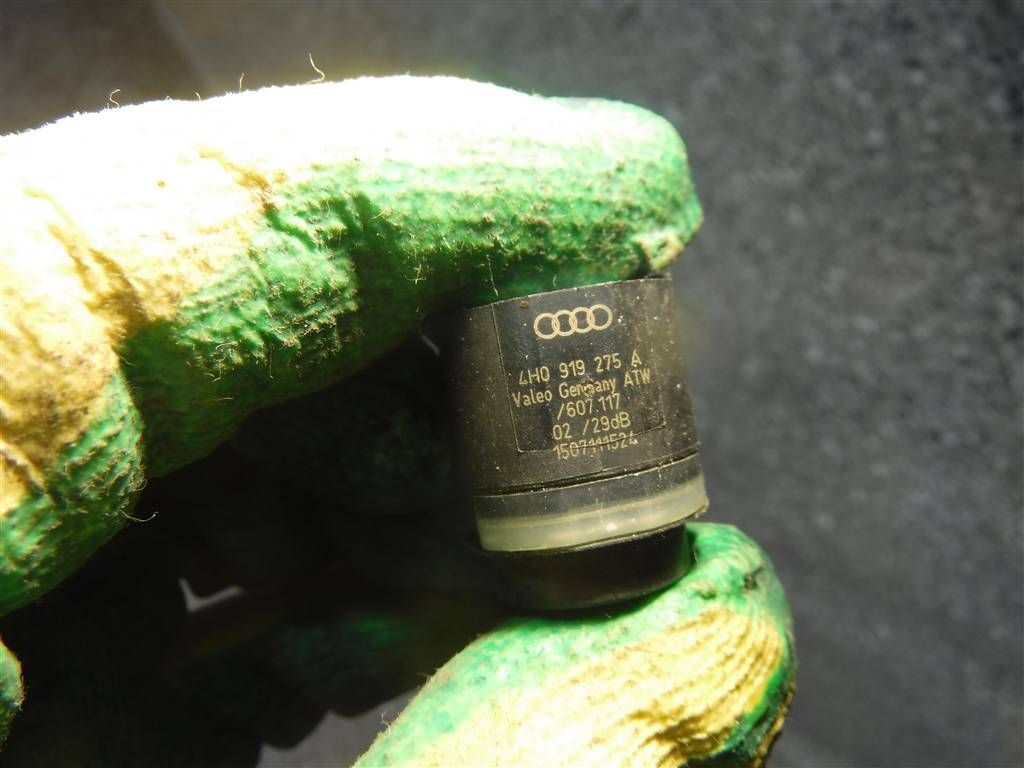 4H0 919 275 A
Valeo Germany ATW
/607 117
02 /29dB
1507111524